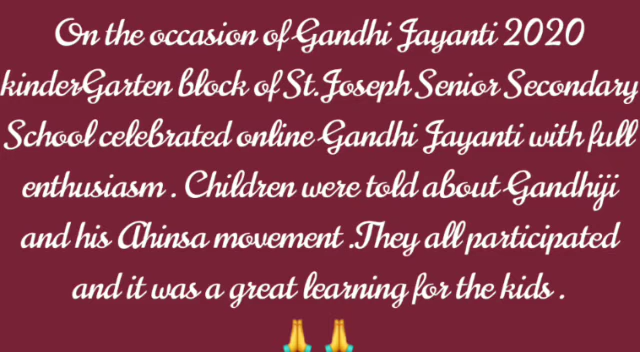 On the occasion of Gandhi Jayanti 2020
kinderGarten block of St.Joseph Senior Secondary
School celebrated online Gandhi Jayanti with full
enthusiasm . Children were told about Gandhiji
and his Ahinsa movement .They all participated
and it was a great learning for the kids .
🙏 🙏